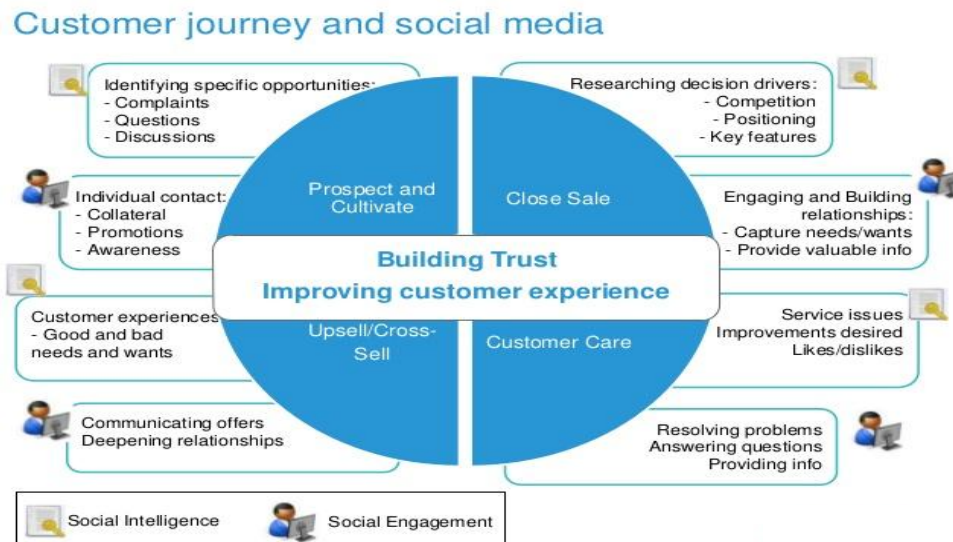 Customer journey and social media
Identifying specific opportunities:
- Complaints
- Questions
- Discussions
Researching decision drivers:
- Competition
- Positioning
- Key features
Individual contact:
- Collateral
- Promotions
- Awareness
Prospect and
Cultivate
Close Sale
Engaging and Building
relationships:
- Capture needs/wants
- Provide valuable info
Building Trust
Improving customer experience
Customer experiences
- Good and bad
needs and wants
Upsell/Cross-
Sell
Customer Care
Service issues
Improvements desired
Likes/dislikes
Communicating offers
Deepening relationships
Resolving problems
Answering questions
Providing info
Social Intelligence
Social Engagement